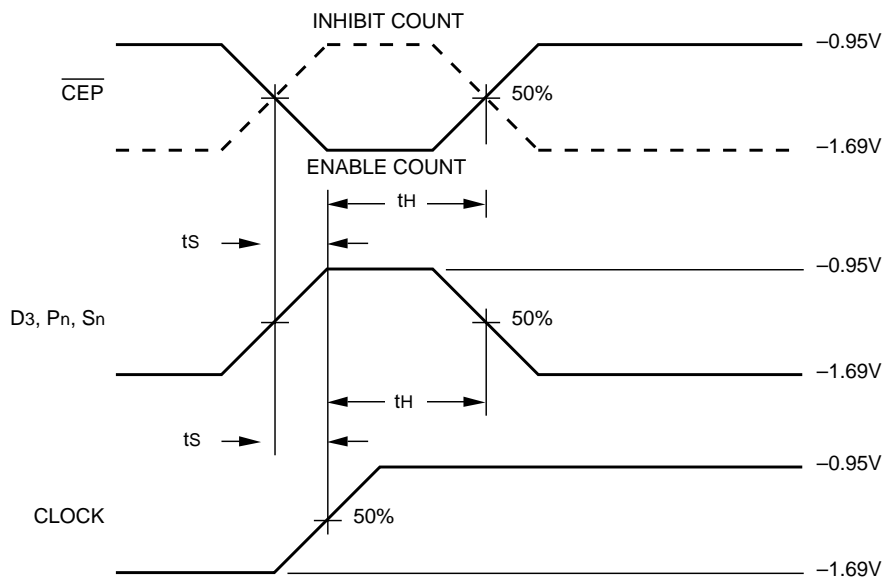 INHIBIT COUNT
–0.95V
CEP
50%
–1.69V
ENABLE COUNT
tH
tS
–0.95V
D3, Pn, Sn
50%
–1.69V
tH
tS
–0.95V
CLOCK
50%
–1.69V